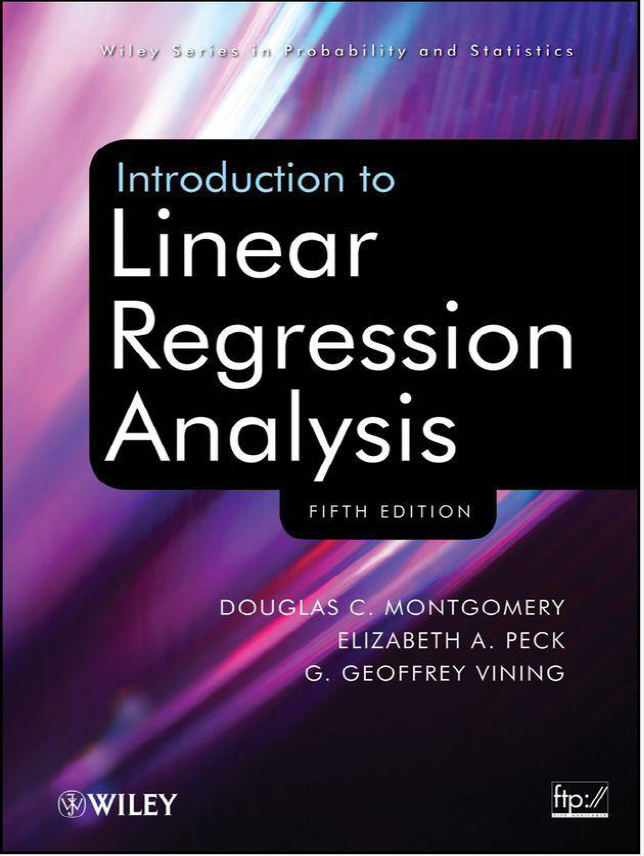 Wiley Series in Probability and Statistics
Introduction to
Linear
Regression
Analysis
FIFTH EDITION
DOUGLAS C. MONTGOMERY
ELIZABETH A. PECK
G. GEOFFREY VINING
WILEY
ftp://